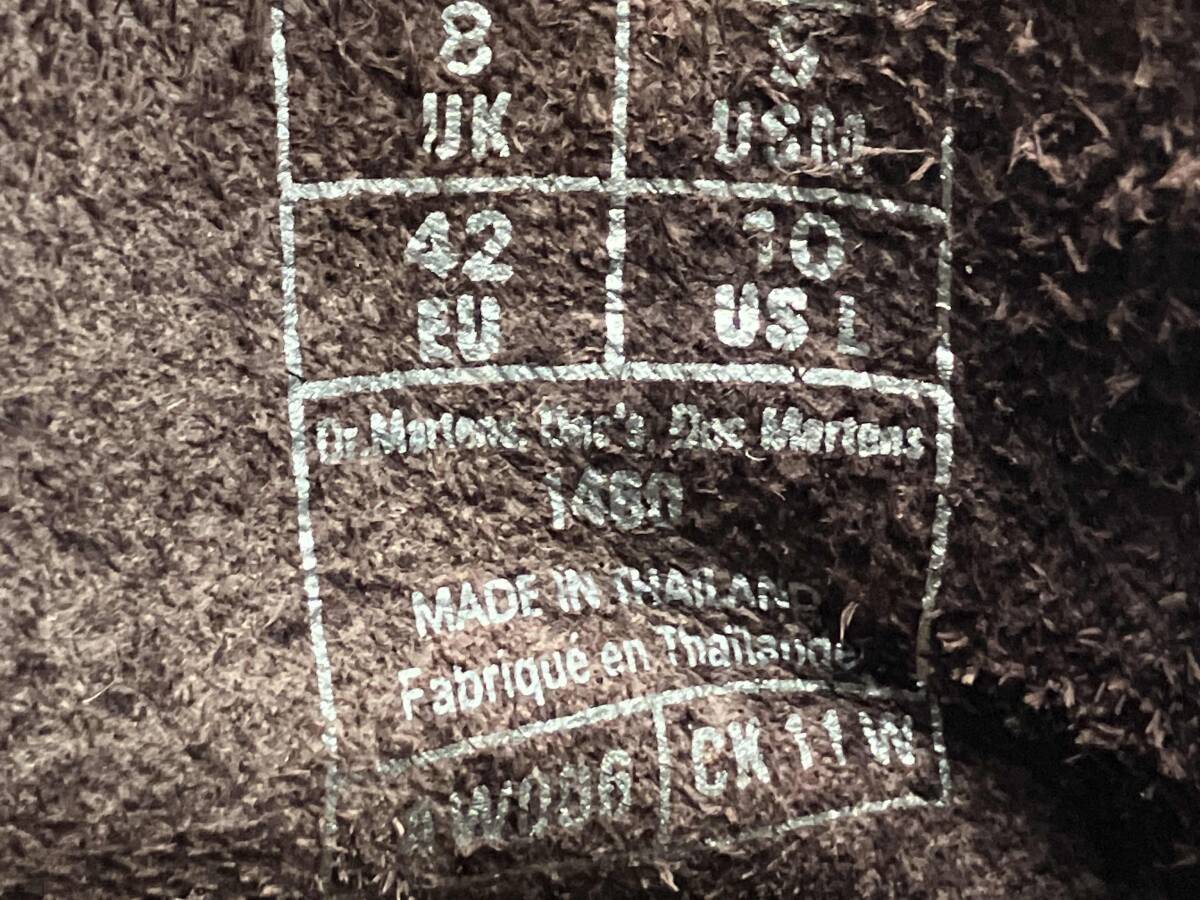 8
UK
9
USM
42
EU
10
US L
Dr.Martens, Doc's, Doc Martens
1460
MADE IN THAILAND
Fabriqué en Thaïlande
CK 11 W